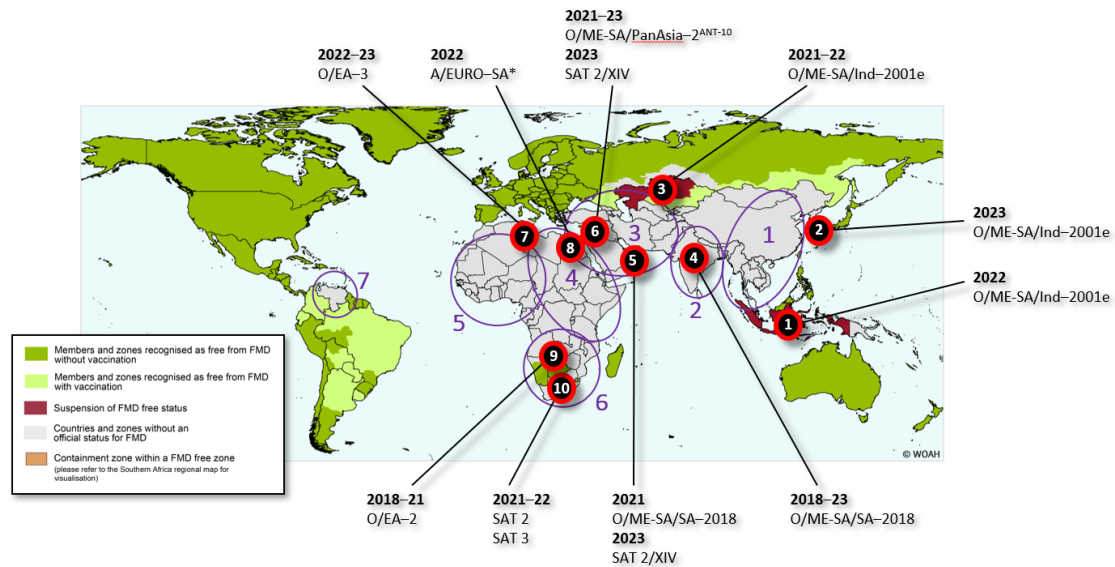 2021–23
O/ME-SA/PanAsia–2ANT-10
2022–23
O/EA–3
2022
A/EURO–SA*
2023
SAT 2/XIV
2021–22
O/ME-SA/Ind–2001e
3
7
6
2
8
3
1
5
4
4
2023
O/ME-SA/Ind–2001e
7
5
2
2022
O/ME-SA/Ind–2001e
1
9
10
6
Members and zones recognised as free from FMD
without vaccination
Members and zones recognised as free from FMD
with vaccination
Suspension of FMD free status
Countries and zones without an
official status for FMD
Containment zone within a FMD free zone
(please refer to the Southern Africa regional map for
visualisation)
© WOAH
2018–21
O/EA–2
2021–22
SAT 2
SAT 3
2021
O/ME-SA/SA–2018
2023
SAT 2/XIV
2018–23
O/ME-SA/SA–2018